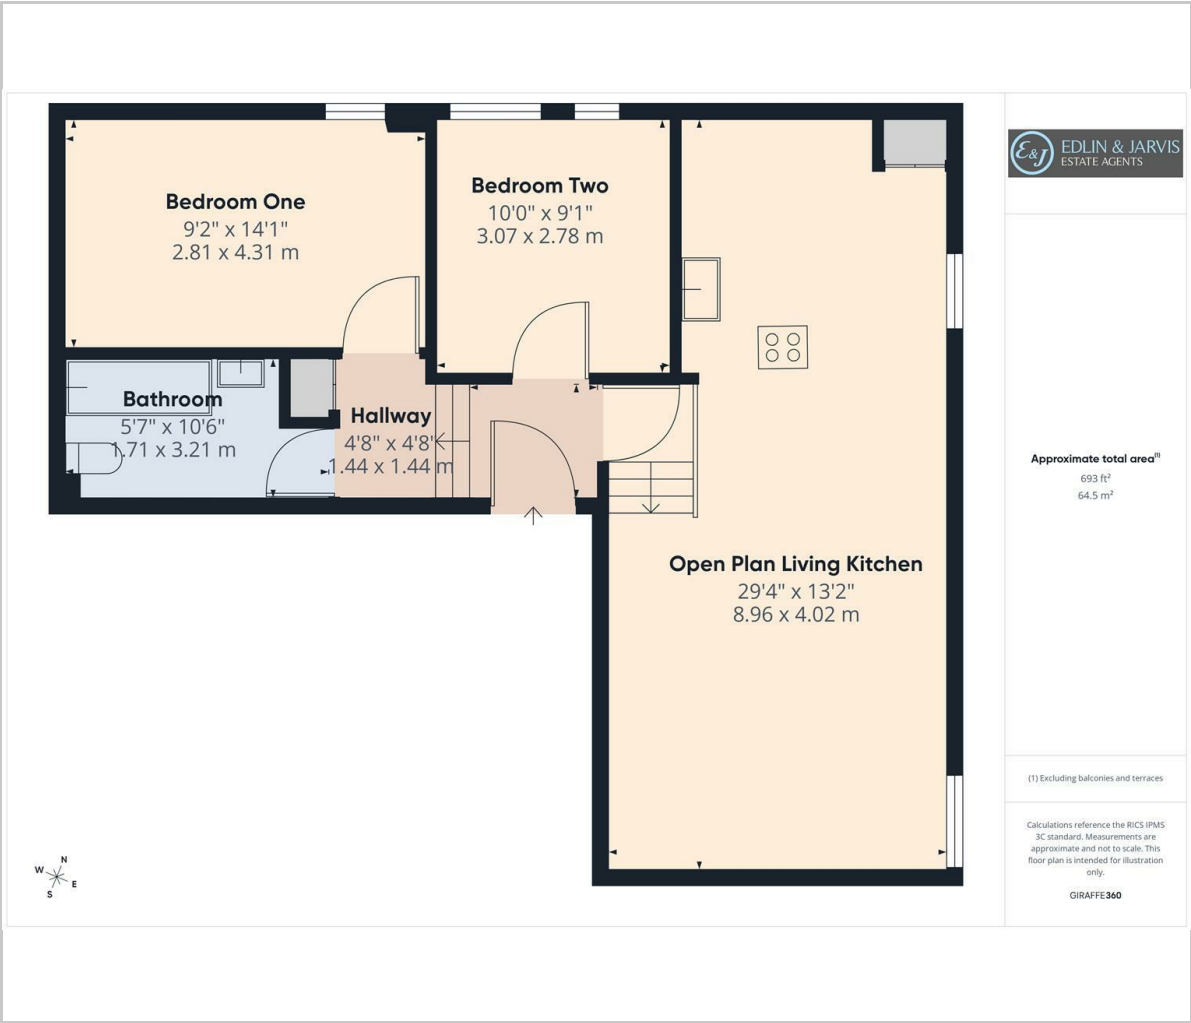 Bedroom One
9'2" x 14'1"
2.81 x 4.31 m
Bedroom Two
10'0" x 9'1"
3.07 x 2.78 m
Bathroom
5'7" x 10'6"
1.71 x 3.21 m
Hallway
4'8" x 4'8"
1.44 x 1.44 m
Open Plan Living Kitchen
29'4" x 13'2"
8.96 x 4.02 m
N
W
E
S
E&J
EDLIN & JARVIS
ESTATE AGENTS
Approximate total area(1)
693 ft²
64.5 m²
(1) Excluding balconies and terraces
Calculations reference the RICS IPMS
3C standard. Measurements are
approximate and not to scale. This
floor plan is intended for illustration
only.
GIRAFFE360